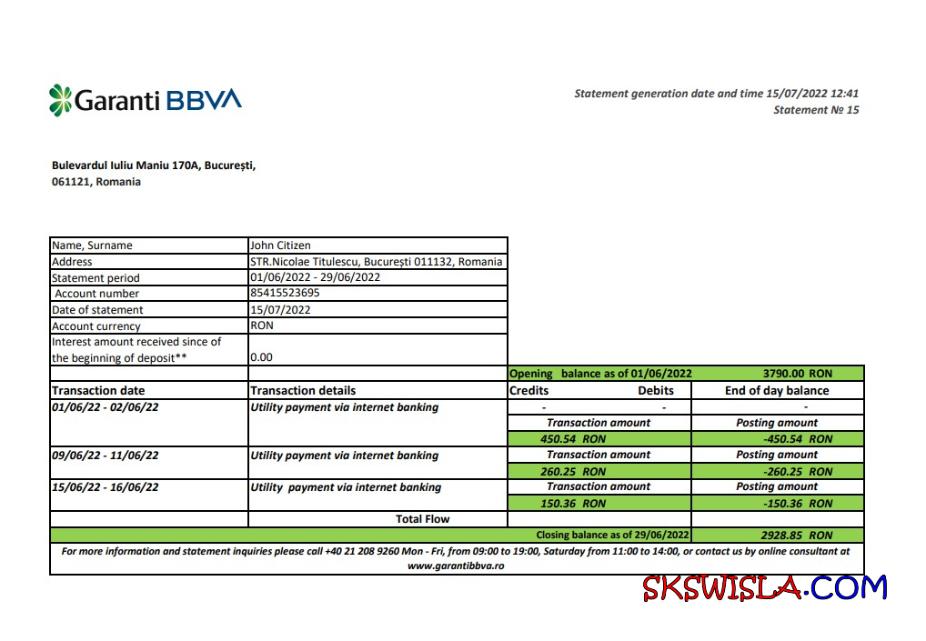 Garanti BBVA
Statement generation date and time 15/07/2022 12:41
Statement № 15
Bulevardul Iuliu Maniu 170A, București,
061121, Romania
Name, Surname John Citizen
Address STR.Nicolae Titulescu, București 011132, Romania
Statement period 01/06/2022 - 29/06/2022
Account number 85415523695
Date of statement 15/07/2022
Account currency RON
Interest amount received since of
the beginning of deposit** 0.00
Opening balance as of 01/06/2022 3790.00 RON
Transaction date Transaction details Credits Debits End of day balance
01/06/22 - 02/06/22 Utility payment via internet banking - - -
Transaction amount Posting amount
450.54 RON -450.54 RON
09/06/22 - 11/06/22 Utility payment via internet banking Transaction amount Posting amount
260.25 RON -260.25 RON
15/06/22 - 16/06/22 Utility payment via internet banking Transaction amount Posting amount
150.36 RON -150.36 RON
Total Flow
Closing balance as of 29/06/2022 2928.85 RON
For more information and statement inquiries please call +40 21 208 9260 Mon - Fri, from 09:00 to 19:00, Saturday from 11:00 to 14:00, or contact us by online consultant at
www.garantibbva.ro
SKSWISLA.COM